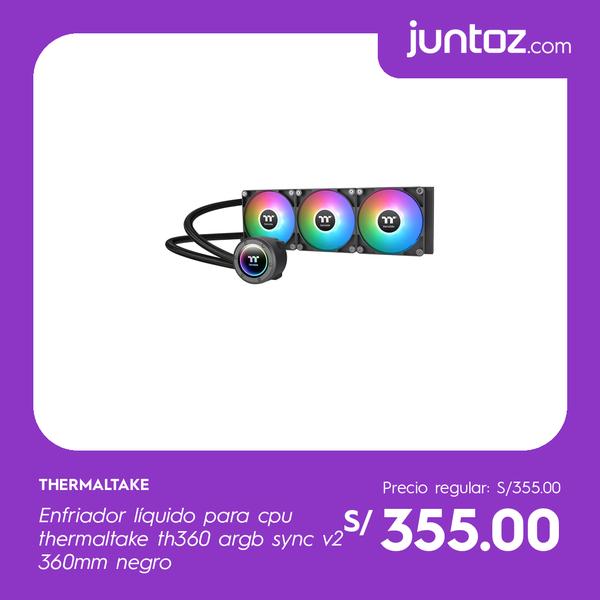 juntoz.com
THERMALTAKE
Enfriador líquido para cpu
thermaltake th360 argb sync v2
360mm negro
Precio regular: S/355.00
S/ 355.00